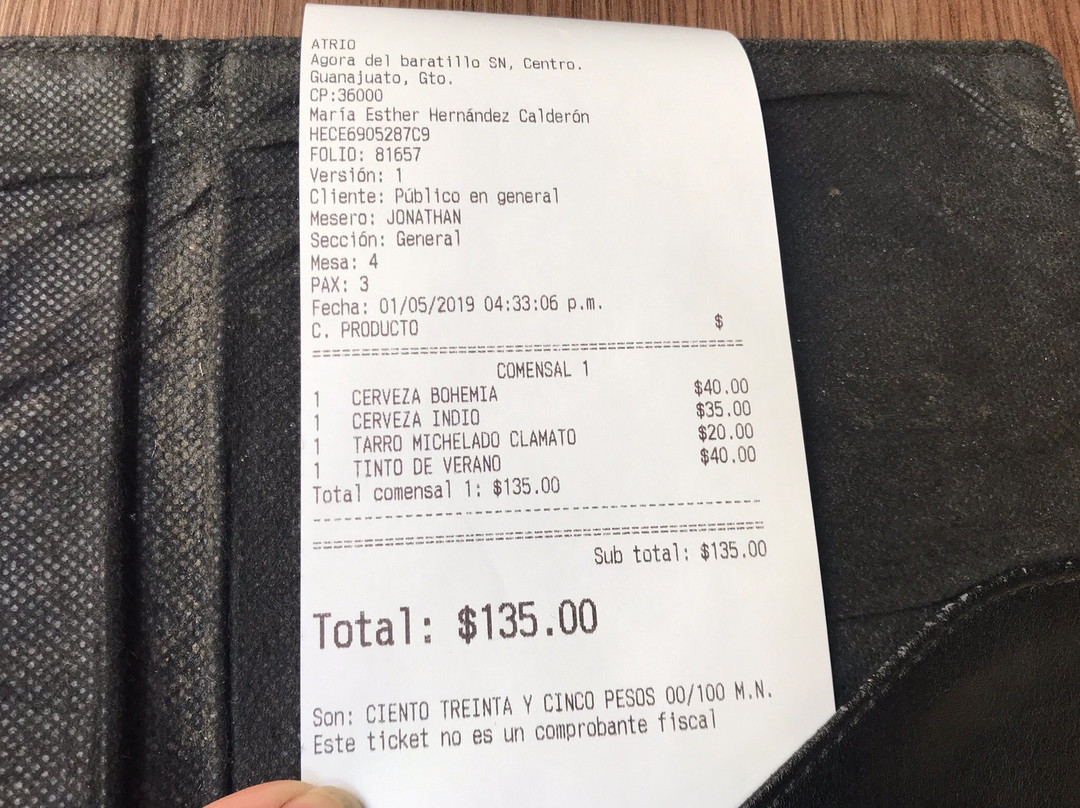 ATRIO
Agora del baratillo SN, Centro.
Guanajuato, Gto.
CP:36000
María Esther Hernández Calderón
HECE6905287C9
FOLIO: 81657
Versión: 1
Cliente: Público en general
Mesero: JONATHAN
Sección: General
Mesa: 4
PAX: 3
Fecha: 01/05/2019 04:33:06 p.m.
C. PRODUCTO $
COMENSAL 1
1 CERVEZA BOHEMIA $40.00
1 CERVEZA INDIO $35.00
1 TARRO MICHELADO CLAMATO $20.00
1 TINTO DE VERANO $40.00
Total comensal 1: $135.00
Sub total: $135.00
Total: $135.00
Son: CIENTO TREINTA Y CINCO PESOS 00/100 M.N.
Este ticket no es un comprobante fiscal